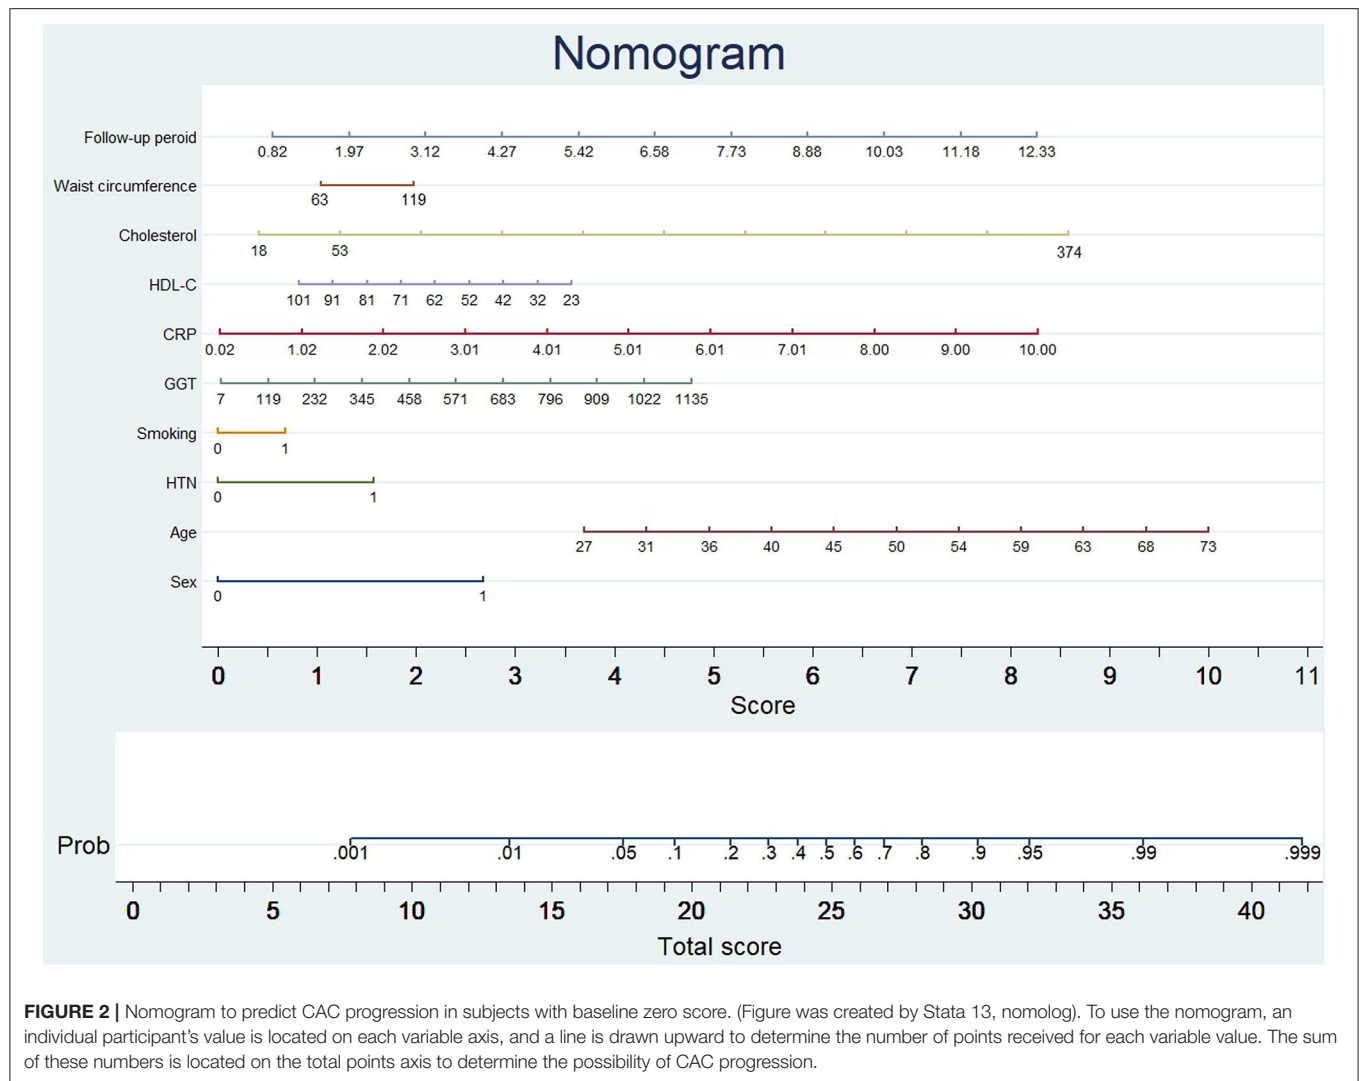 Nomogram
Follow-up peroid
0.82 1.97 3.12 4.27 5.42 6.58 7.73 8.88 10.03 11.18 12.33
Waist circumference
63 119
Cholesterol
18 53 374
HDL-C
101 91 81 71 62 52 42 32 23
CRP
0.02 1.02 2.02 3.01 4.01 5.01 6.01 7.01 8.00 9.00 10.00
GGT
7 119 232 345 458 571 683 796 909 1022 1135
Smoking
0 1
HTN
0 1
Age
27 31 36 40 45 50 54 59 63 68 73
Sex
0 1
0 1 2 3 4 5 6 7 8 9 10 11
Score
Prob
.001 .01 .05 .1 .2 .3 .4 .5 .6 .7 .8 .9 .95 .99 .999
0 5 10 15 20 25 30 35 40
Total score
FIGURE 2 | Nomogram to predict CAC progression in subjects with baseline zero score. (Figure was created by Stata 13, nomolog). To use the nomogram, an
individual participant's value is located on each variable axis, and a line is drawn upward to determine the number of points received for each variable value. The sum
of these numbers is located on the total points axis to determine the possibility of CAC progression.